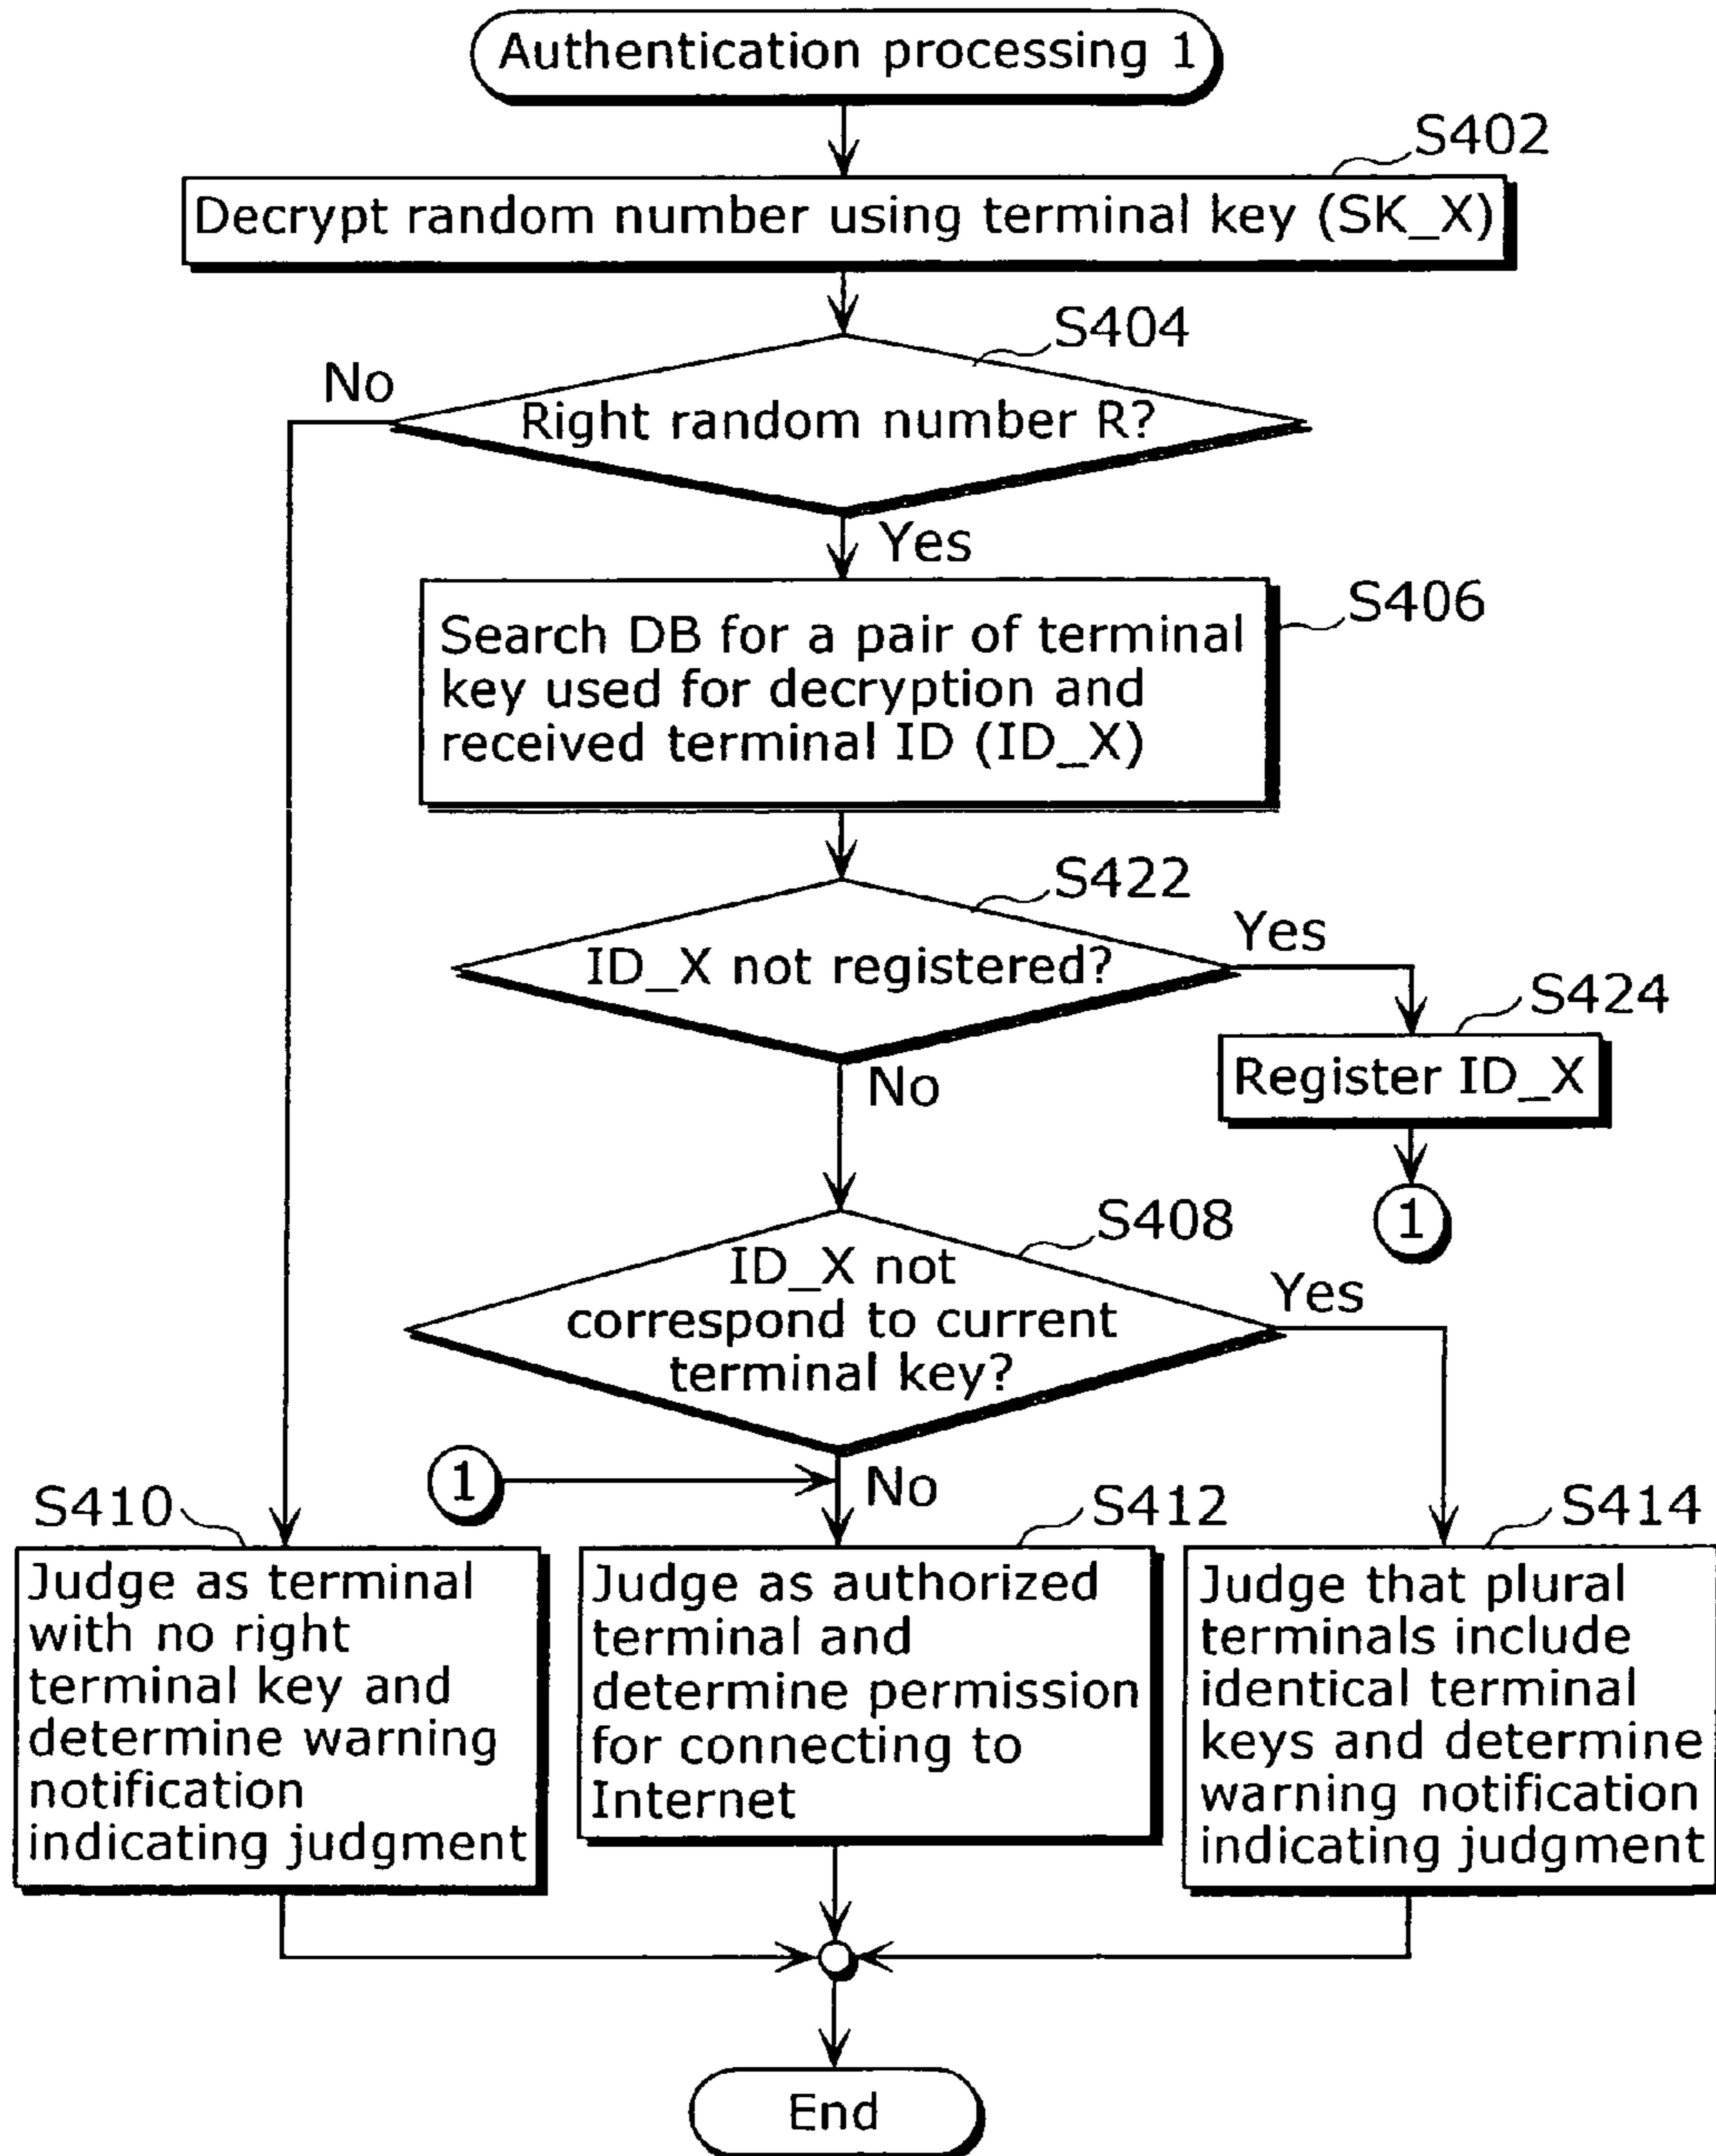 Authentication processing 1
S402
Decrypt random number using terminal key (SK_X)
S404
No
Right random number R?
Yes
S406
Search DB for a pair of terminal
key used for decryption and
received terminal ID (ID_X)
S422
Yes
ID_X not registered?
S424
No
Register ID_X
1
S408
ID_X not
correspond to current
terminal key?
Yes
1
No
S410
S412
S414
Judge as terminal
with no right
terminal key and
determine warning
notification
indicating judgment
Judge as authorized
terminal and
determine permission
for connecting to
Internet
Judge that plural
terminals include
identical terminal
keys and determine
warning notification
indicating judgment
End